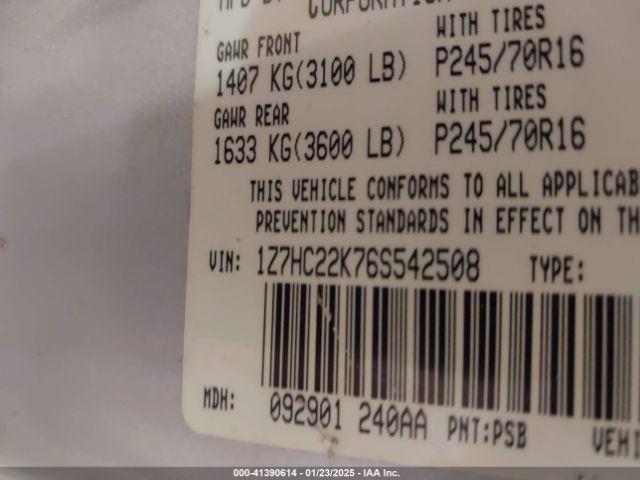 CORPORATION
GAWR FRONT WITH TIRES
1407 KG(3100 LB) P245/70R16
GAWR REAR WITH TIRES
1633 KG(3600 LB) P245/70R16
THIS VEHICLE CONFORMS TO ALL
PREVENTION STANDARDS IN EFFECT ON
VIN: 1Z7HC22K76S542508 TYPE:
MDH: 092901 240AA PNT:PSB
000-41390614 - 01/23/2025 - IAA Inc.